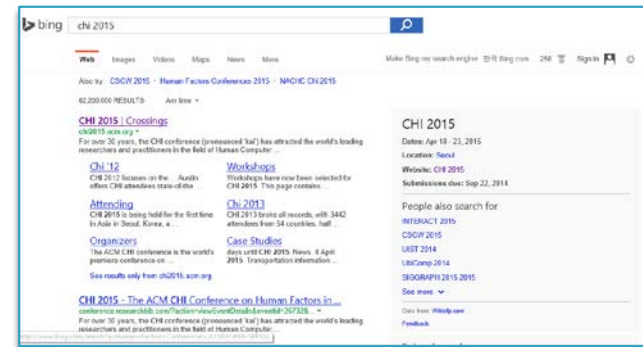 bing
chi 2015
Web Images Videos Maps News More
Make Bing my search engine Bing.com Sign in
Also try: CSCW 2015 · Human Factors Conferences 2015 · NACHC Chi 2015
62,200,000 RESULTS Any time
CHI 2015 | Crossings
chi2015.acm.org
For over 30 years, the CHI conference (pronounced 'kai') has attracted the world's leading
researchers and practitioners in the field of Human Computer ...
Chi '12
CHI 2012 focuses on the ... Austin
offers CHI attendees state-of-the
Workshops
Workshops have now been selected for
CHI 2015. This page contains...
Attending
CHI 2015 is being held for the first time
in Asia in Seoul, Korea, a ...
Chi 2013
CHI 2013 broke all records, with 3442
attendees from 54 countries, half ...
Organizers
The ACM CHI conference is the world's
premiere conference on ...
Case Studies
days until CHI 2015. News. 6 April
2015. Transportation information ...
See results only from chi2015.acm.org
CHI 2015 - The ACM CHI Conference on Human Factors in ...
For over 30 years, the CHI conference (pronounced 'kai') has attracted the world's leading
researchers and practitioners in the field of Human Computer ...
CHI 2015
Dates: Apr 18 - 23, 2015
Location: Seoul
Website: CHI 2015
Submissions due: Sep 22, 2014
People also search for
INTERACT 2015
CSCW 2015
UIST 2014
UbiComp 2014
SIGGRAPH 2015 2015
See more
Data from: Wikicfp.com
Feedback